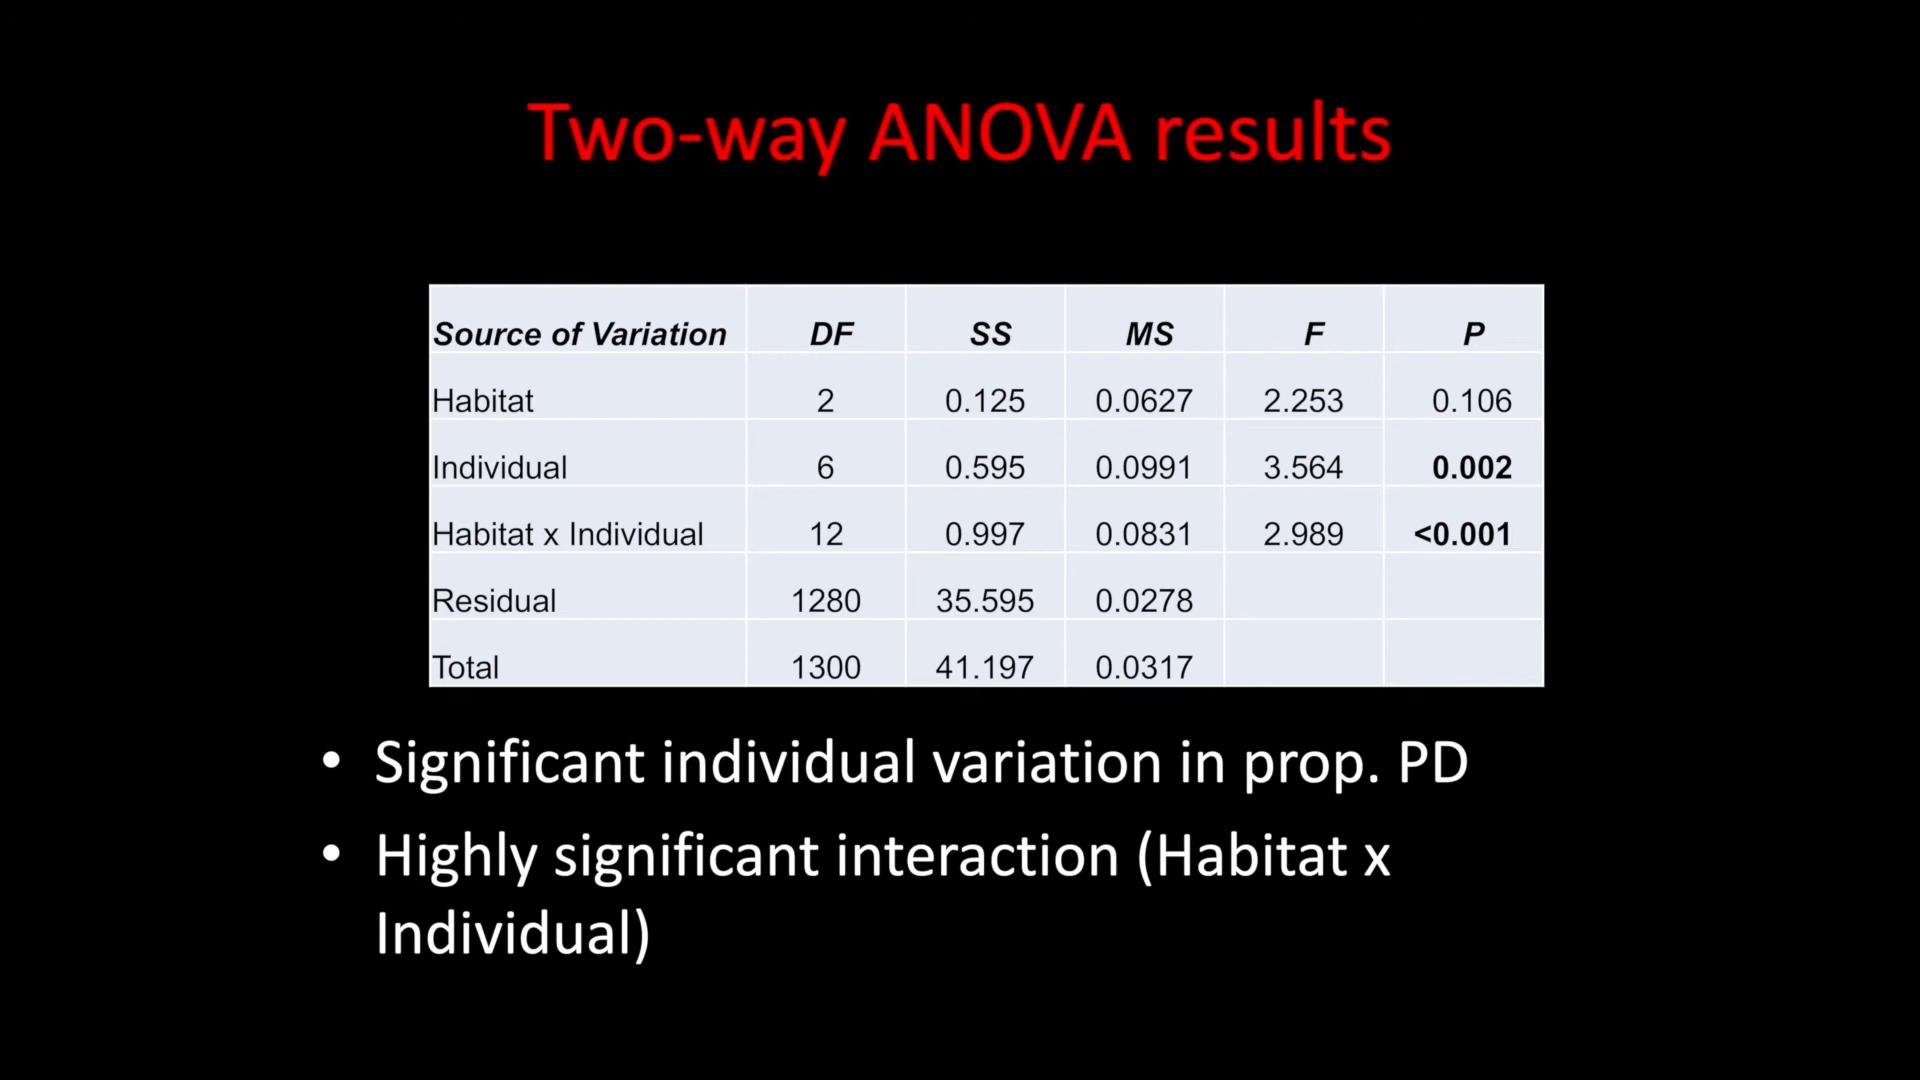 Two-way ANOVA results
Source of Variation DF SS MS F P
Habitat 2 0.125 0.0627 2.253 0.106
Individual 6 0.595 0.0991 3.564 0.002
Habitat x Individual 12 0.997 0.0831 2.989 <0.001
Residual 1280 35.595 0.0278
Total 1300 41.197 0.0317
• Significant individual variation in prop. PD
• Highly significant interaction (Habitat x
Individual)